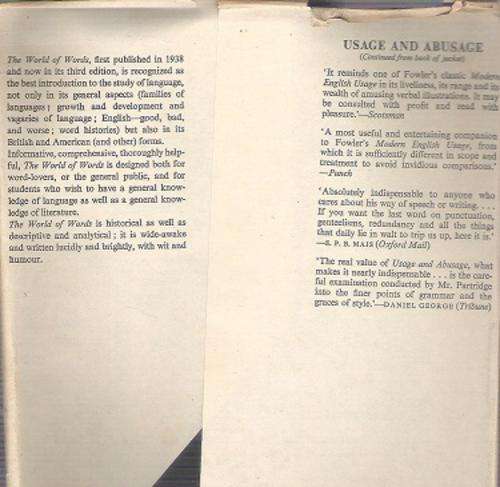 The World of Words, first published in 1938
and now in its third edition, is recognized as
the best introduction to the study of language,
not only in its general aspects (families of
languages; growth and development and
vagaries of language; English—good, bad,
and worse; word histories) but also in its
British and American (and other) forms.
Informative, comprehensive, thoroughly help-
ful, The World of Words is designed both for
word-lovers, or the general public, and for
students who wish to have a general know-
ledge of language as well as a general know-
ledge of literature.
The World of Words is historical as well as
descriptive and analytical; it is wide-awake
and written lucidly and brightly, with wit and
humour.
USAGE AND ABUSAGE
(Continued from back of jacket)
'It reminds one of Fowler's classic Modern
English Usage in its liveliness, its range and its
wealth of amusing verbal illustrations. It may
be consulted with profit and read with
pleasure.'—Scotsman
'A most useful and entertaining companion
to Fowler's Modern English Usage, from
which it is sufficiently different in scope and
treatment to avoid invidious comparisons.'
—Punch
'Absolutely indispensable to anyone who
cares about his way of speech or writing. . . .
If you want the last word on punctuation,
genteelisms, redundancy and all the things
that daily lie in wait to trip us up, here it is.'
—S. P. B. MAIS (Oxford Mail)
'The real value of Usage and Abusage, what
makes it nearly indispensable . . . is the care-
ful examination conducted by Mr. Partridge
into the finer points of grammar and the
graces of style.'—DANIEL GEORGE (Tribune)